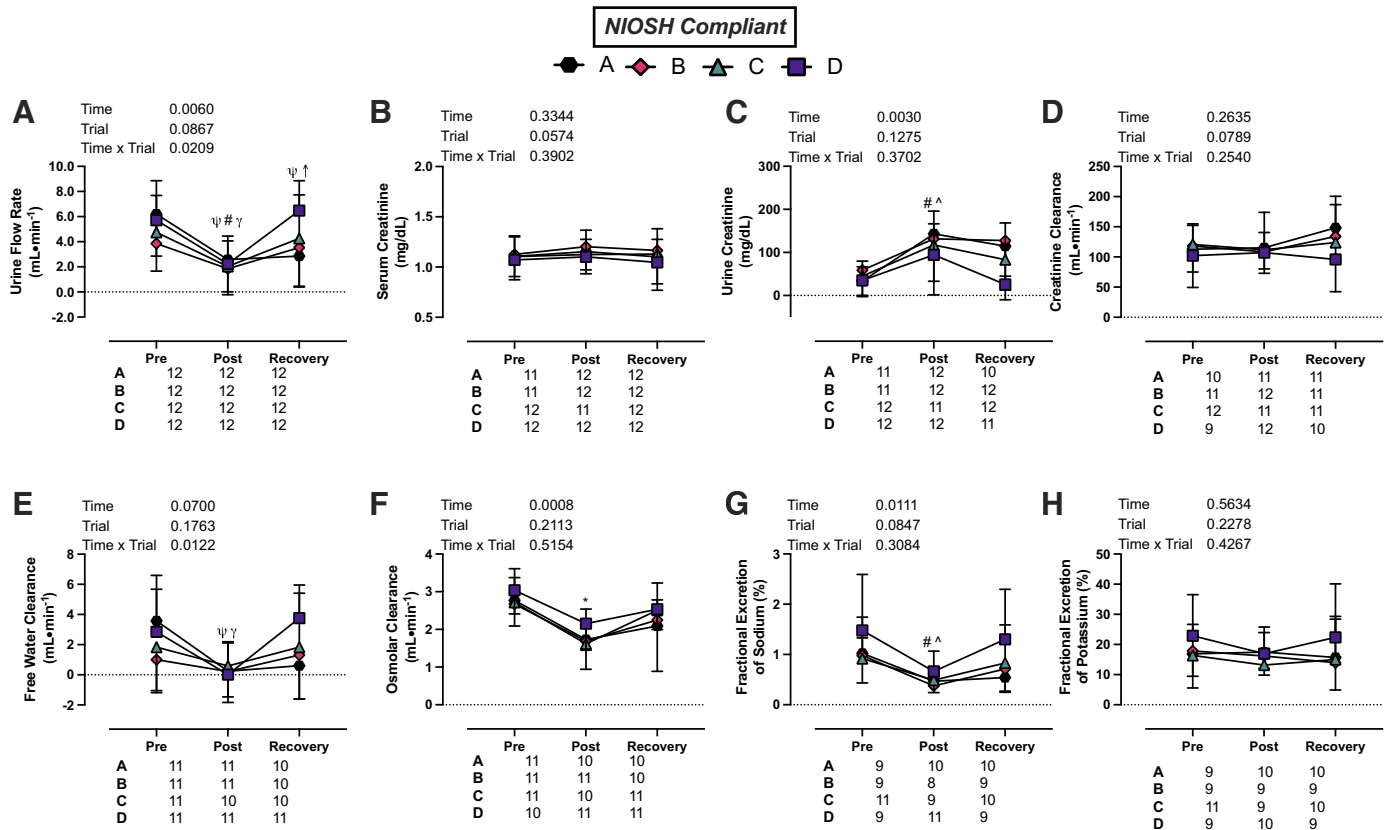 NIOSH Compliant
A B C D
A
Time 0.0060
Trial 0.0867
Time x Trial 0.0209
Urine Flow Rate
(mL•min-1)
10.0
8.0
6.0
4.0
2.0
0.0
-2.0
ψ # γ
ψ ↑
Pre Post Recovery
A 12 12 12
B 12 12 12
C 12 12 12
D 12 12 12
B
Time 0.3344
Trial 0.0574
Time x Trial 0.3902
Serum Creatinine
(mg/dL)
2.0
1.5
1.0
0.5
Pre Post Recovery
A 11 12 12
B 11 12 12
C 12 11 12
D 12 12 12
C
Time 0.0030
Trial 0.1275
Time x Trial 0.3702
Urine Creatinine
(mg/dL)
300
200
100
0
# ^
Pre Post Recovery
A 11 12 10
B 11 12 12
C 12 11 12
D 12 12 11
D
Time 0.2635
Trial 0.0789
Time x Trial 0.2540
Creatinine Clearance
(mL•min-1)
250
200
150
100
50
0
Pre Post Recovery
A 10 11 11
B 11 12 11
C 12 11 11
D 9 12 10
E
Time 0.0700
Trial 0.1763
Time x Trial 0.0122
Free Water Clearance
(mL•min-1)
8
6
4
2
0
-2
ψ γ
Pre Post Recovery
A 11 11 10
B 11 11 10
C 11 10 10
D 11 11 11
F
Time 0.0008
Trial 0.2113
Time x Trial 0.5154
Osmolar Clearance
(mL•min-1)
4
3
2
1
0
*
Pre Post Recovery
A 11 10 10
B 11 11 10
C 11 10 11
D 10 11 11
G
Time 0.0111
Trial 0.0847
Time x Trial 0.3084
Fractional Excretion
of Sodium (%)
3
2
1
0
# ^
Pre Post Recovery
A 9 10 10
B 9 8 9
C 11 9 10
D 9 11 9
H
Time 0.5634
Trial 0.2278
Time x Trial 0.4267
Fractional Excretion
of Potassium (%)
50
40
30
20
10
0
Pre Post Recovery
A 9 10 10
B 9 9 9
C 11 9 10
D 9 10 9